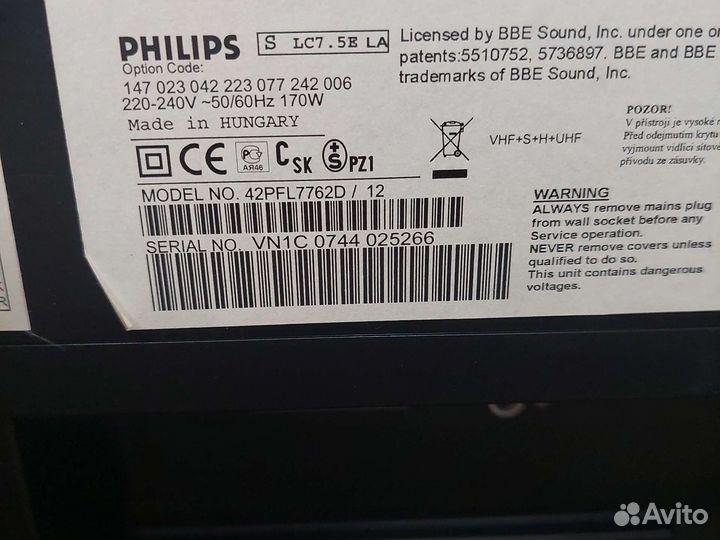 PHILIPS
S LC7.5E LA
Option Code:
147 023 042 223 077 242 006
220-240V ~50/60Hz 170W
Made in HUNGARY
Licensed by BBE Sound, Inc. under one or
patents:5510752, 5736897. BBE and BBE
trademarks of BBE Sound, Inc.
CE
РСТ
АЯ46
CSK
S PZ1
VHF+S+H+UHF
POZOR!
V přístroji je vysoké
Před odejmutím krytu
vyjmount vidlici síťové
přívodu ze zásuvky.
MODEL NO. 42PFL7762D / 12
SERIAL NO. VN1C 0744 025266
WARNING
ALWAYS remove mains plug
from wall socket before any
Service operation.
NEVER remove covers unless
qualified to do so.
This unit contains dangerous
voltages.
Avito